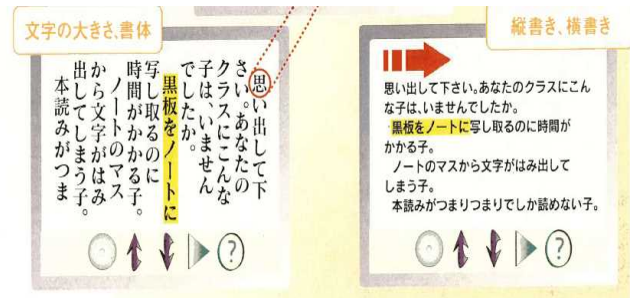 文字の大きさ、書体
思い出して下
さい。あなたの
クラスにこんな
子は、いません
でしたか。
黒板をノートに
写し取るのに
時間がかかる子。
ノートのマス
から文字がはみ
出してしまう子。
本読みがつま
?
縦書き、横書き
思い出して下さい。あなたのクラスにこん
な子は、いませんでしたか。
黒板をノートに写し取るのに時間が
かかる子。
ノートのマスから文字がはみ出して
しまう子。
本読みがつまりつまりでしか読めない子。
?